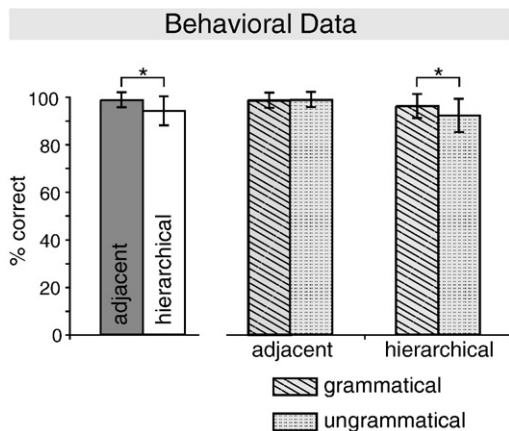 Behavioral Data
* *
100
80
60
40
20
0
% correct
adjacent
hierarchical
adjacent hierarchical
grammatical
ungrammatical